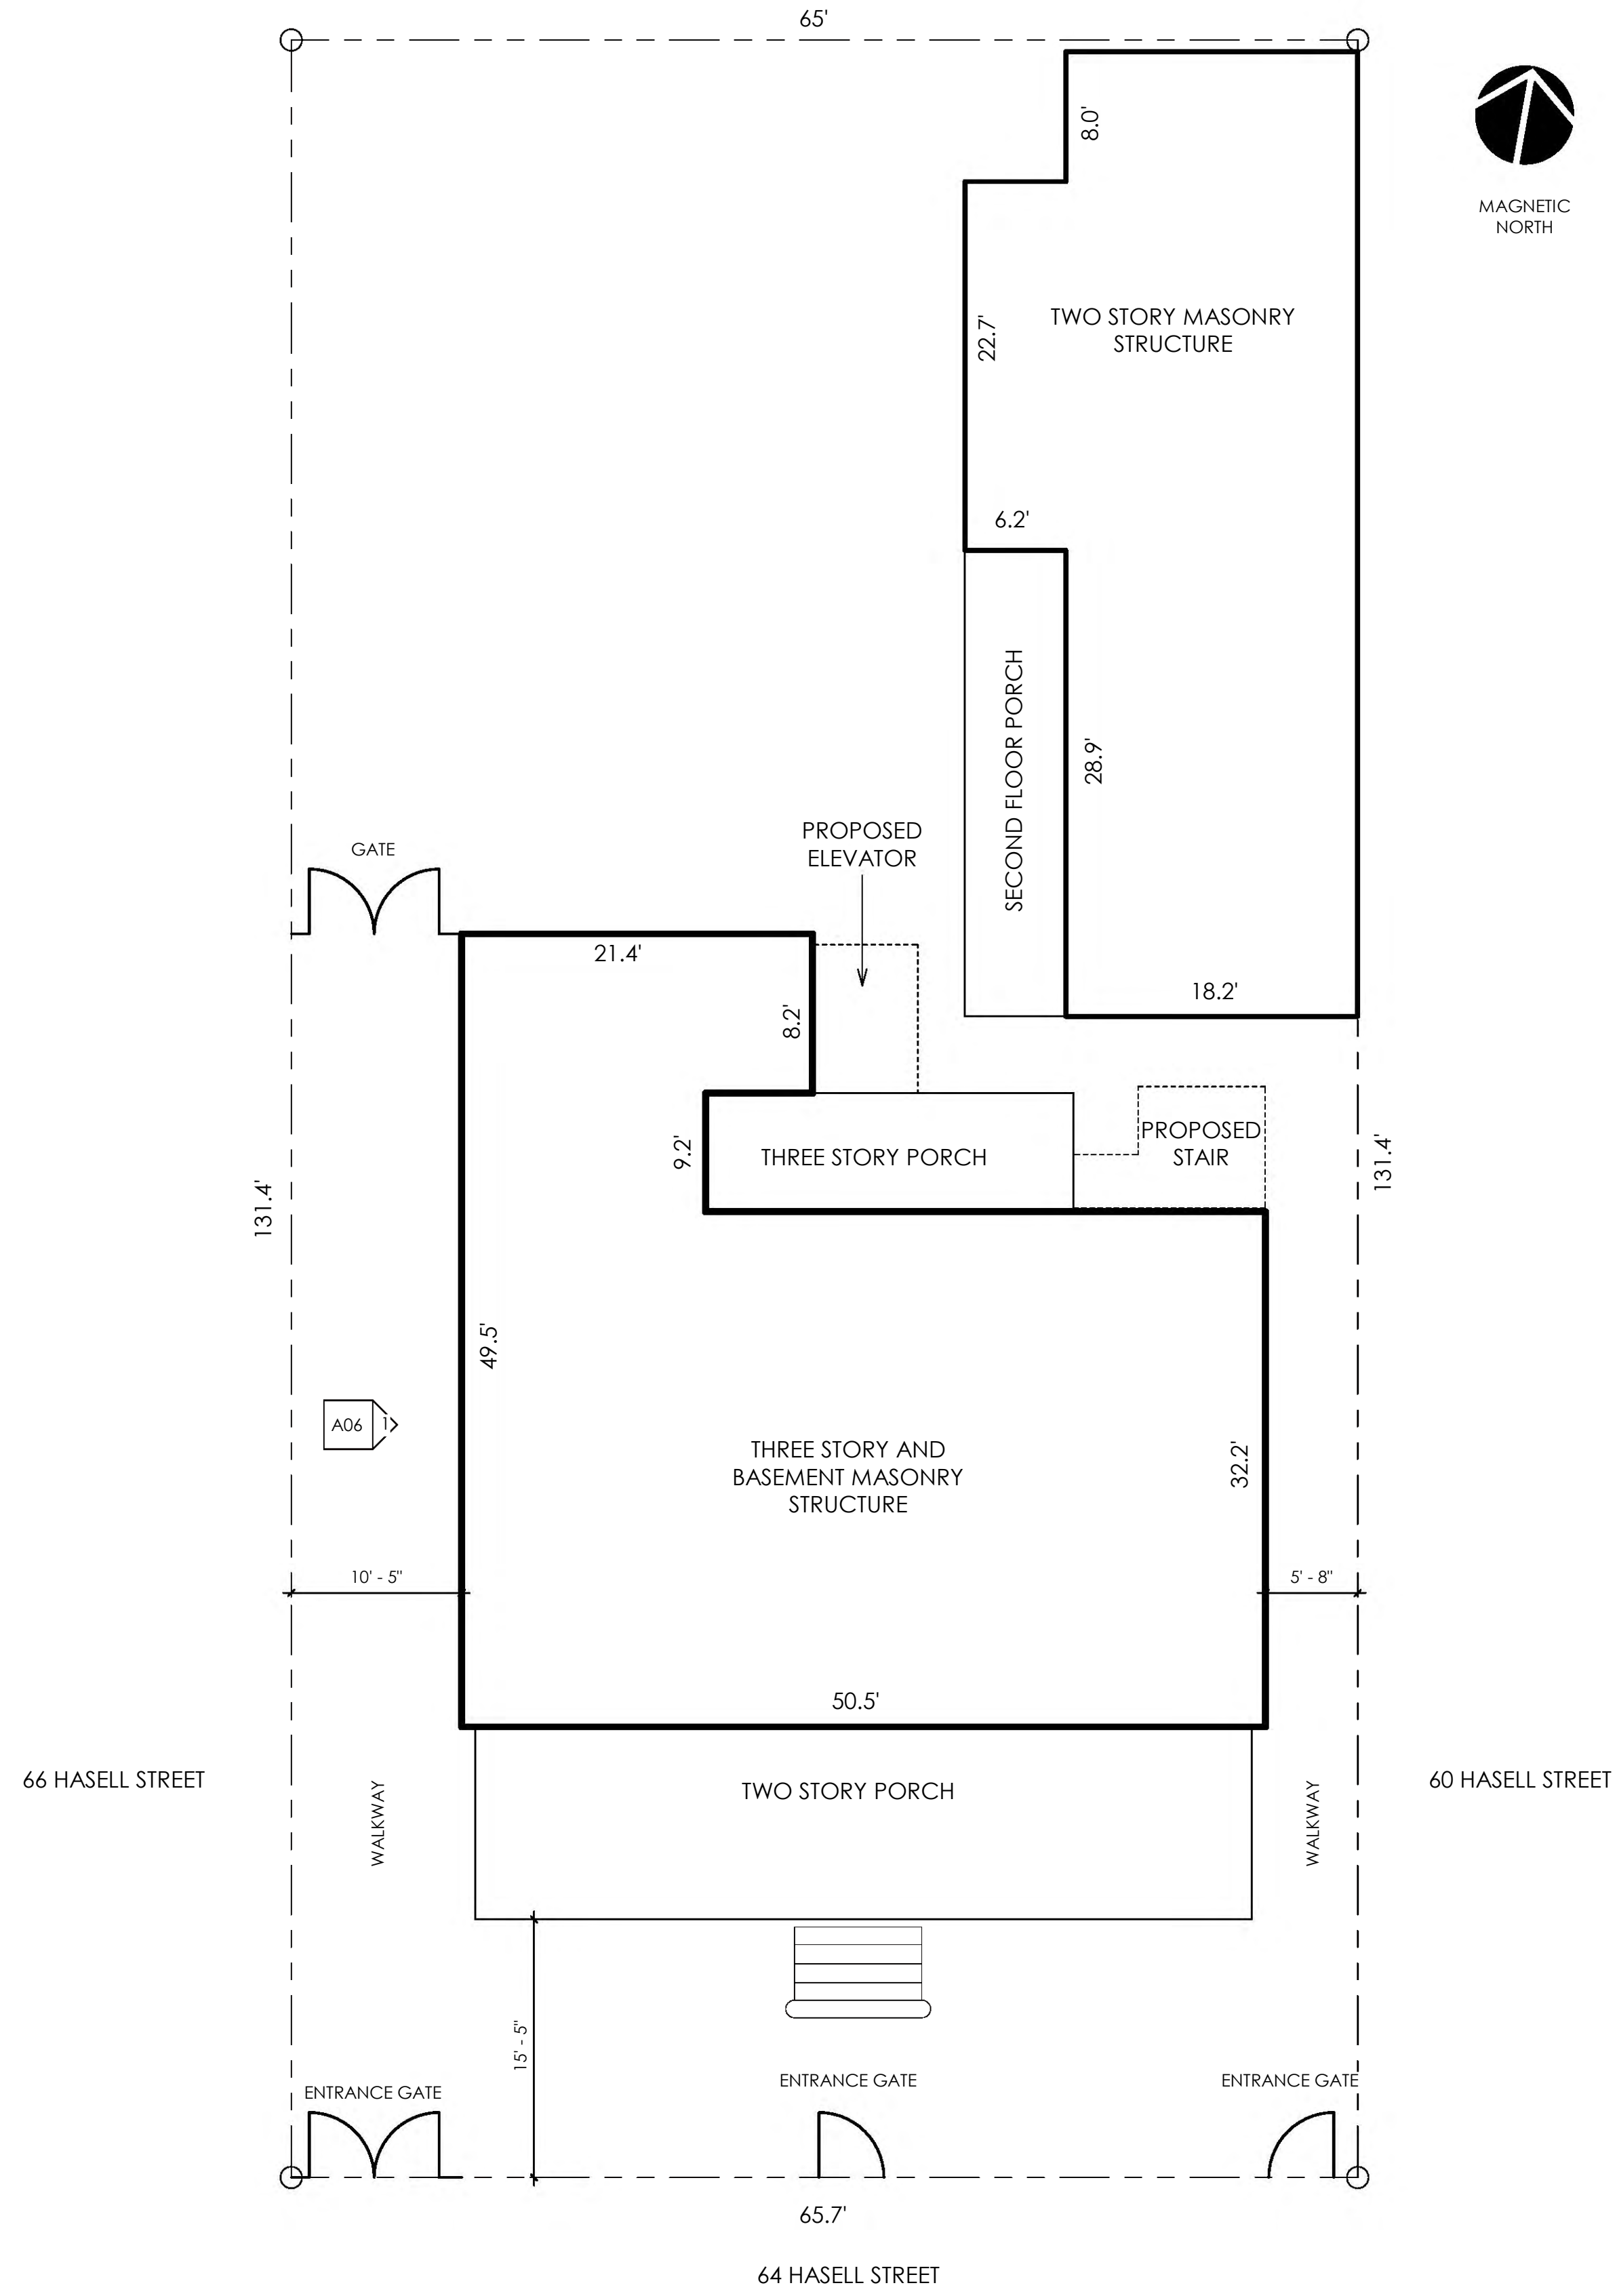 65'
8.0'
MAGNETIC
NORTH
TWO STORY MASONRY
STRUCTURE
22.7'
6.2'
SECOND FLOOR PORCH
28.9'
PROPOSED
ELEVATOR
GATE
21.4'
18.2'
8.2'
PROPOSED
STAIR
THREE STORY PORCH
9.2'
131.4'
131.4'
49.5'
A06
1
THREE STORY AND
BASEMENT MASONRY
STRUCTURE
32.2'
10' - 5"
5' - 8"
50.5'
66 HASELL STREET
WALKWAY
TWO STORY PORCH
WALKWAY
60 HASELL STREET
15' - 5"
ENTRANCE GATE
ENTRANCE GATE
ENTRANCE GATE
65.7'
64 HASELL STREET